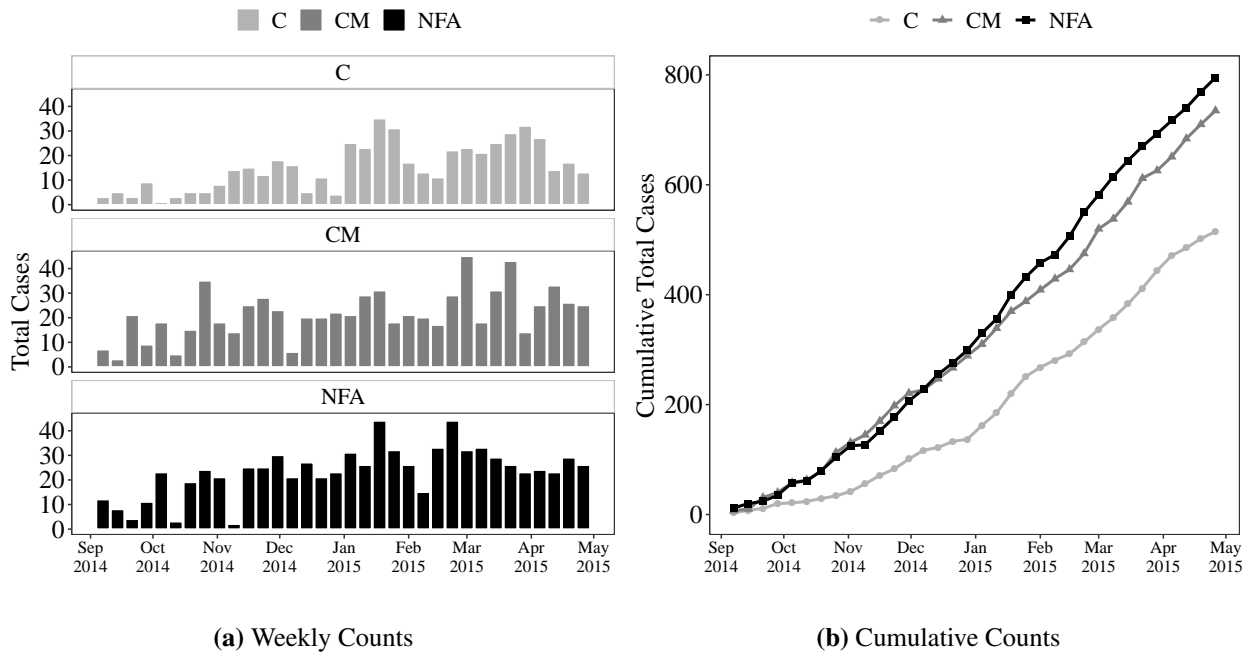 C CM NFA
C
40
30
20
10
0
CM
40
30
20
10
0
NFA
40
30
20
10
0
Total Cases
Sep Oct Nov Dec Jan Feb Mar Apr May
2014 2014 2014 2014 2015 2015 2015 2015 2015
(a) Weekly Counts
C CM NFA
800
600
400
200
0
Cumulative Total Cases
Sep Oct Nov Dec Jan Feb Mar Apr May
2014 2014 2014 2014 2015 2015 2015 2015 2015
(b) Cumulative Counts